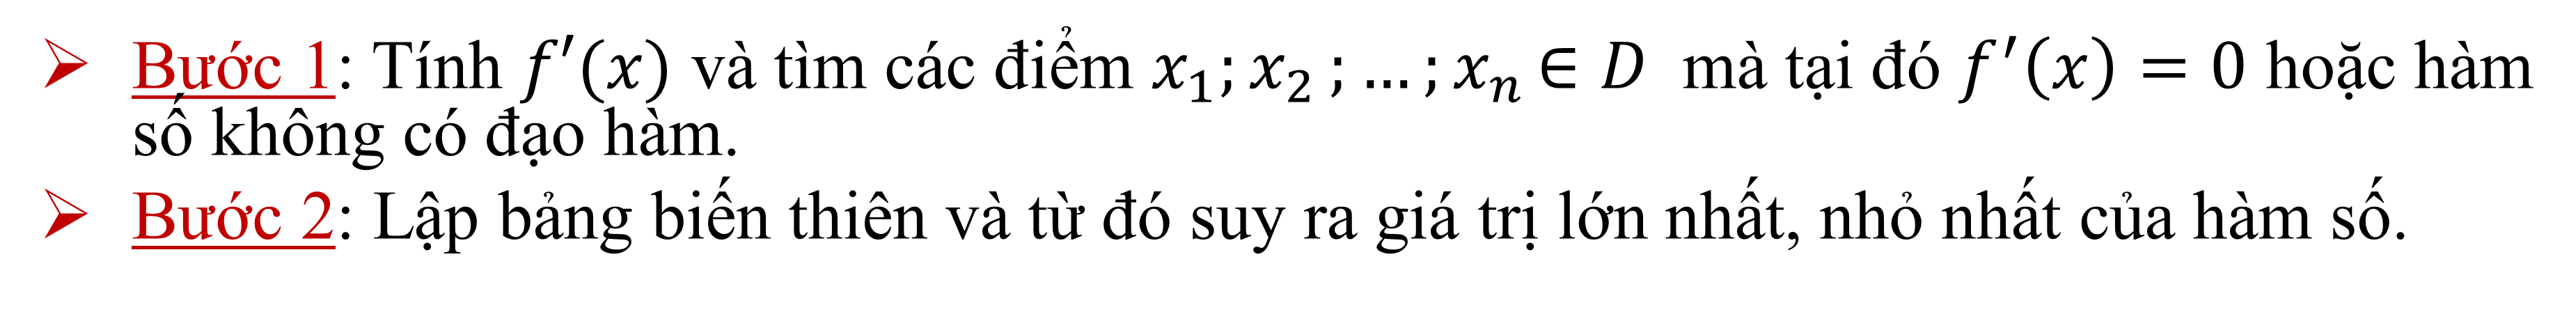 ➢ Bước 1: Tính f′(x) và tìm các điểm x₁; x₂ ; … ; xₙ ∈ D mà tại đó f′(x) = 0 hoặc hàm
số không có đạo hàm.
➢ Bước 2: Lập bảng biến thiên và từ đó suy ra giá trị lớn nhất, nhỏ nhất của hàm số.